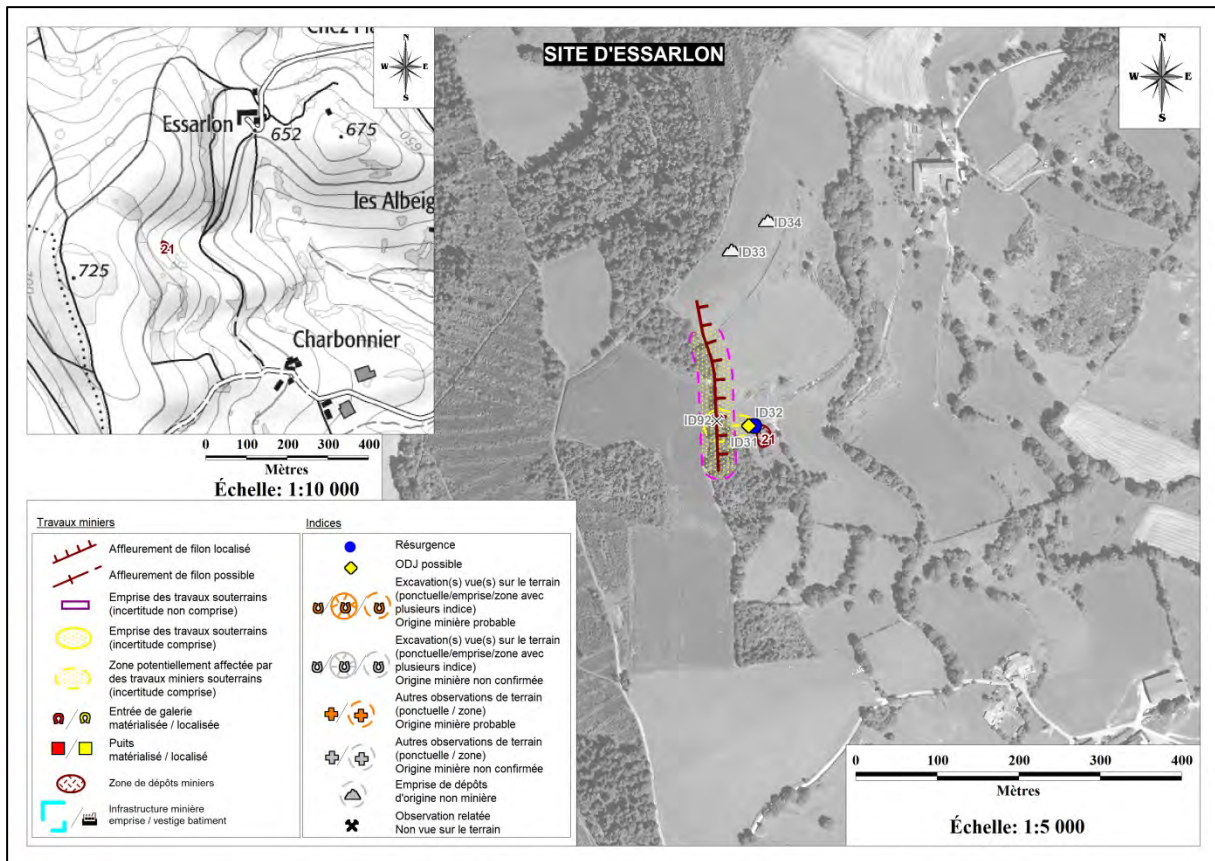 SITE D'ESSARLON
N
W
E
S
N
W
E
S
Essarlon
652
675
650
les Albeig
21
725
Charbonnier
0 100 200 300 400
Mètres
Échelle: 1:10 000
ID34
ID33
ID92
ID32
ID31
21
Travaux miniers
Affleurement de filon localisé
Affleurement de filon possible
Emprise des travaux souterrains
(incertitude non comprise)
Emprise des travaux souterrains
(incertitude comprise)
Zone potentiellement affectée par
des travaux miniers souterrains
(incertitude comprise)
Entrée de galerie
matérialisée / localisée
Puits
matérialisé / localisé
Zone de dépôts miniers
Infrastructure minière
emprise / vestige batiment
Indices
Résurgence
ODJ possible
Excavation(s) vue(s) sur le terrain
(ponctuelle/emprise/zone avec
plusieurs indice)
Origine minière probable
Excavation(s) vue(s) sur le terrain
(ponctuelle/emprise/zone avec
plusieurs indice)
Origine minière non confirmée
Autres observations de terrain
(ponctuelle / zone)
Origine minière probable
Autres observations de terrain
(ponctuelle / zone)
Origine minière non confirmée
Emprise de dépôts
d'origine non minière
Observation relatée
Non vue sur le terrain
0 100 200 300 400
Mètres
Échelle: 1:5 000